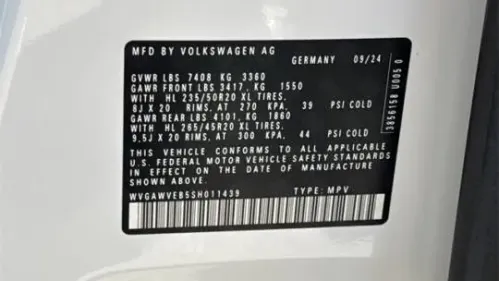 MFD BY VOLKSWAGEN AG
GERMANY 09/24
GVWR LBS 7408 KG 3360
GAWR FRONT LBS 3417, KG 1550
WITH HL 235/50R20 XL TIRES.
8J X 20 RIMS, AT 270 KPA. 39 PSI COLD
GAWR REAR LBS 4101, KG 1860
WITH HL 265/45R20 XL TIRES.
9,5J X 20 RIMS, AT 300 KPA. 44 PSI COLD
THIS VEHICLE CONFORMS TO ALL APPLICABLE
U.S. FEDERAL MOTOR VEHICLE SAFETY STANDARDS
IN EFFECT ON THE DATE OF MANUFACTURE
SHOWN ABOVE.
WVGAWVEB5SH011439 TYPE: MPV
3856158 U005 0